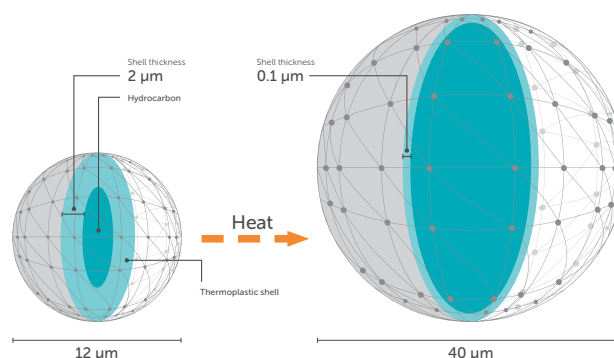 Shell thickness
2 µm
Hydrocarbon
Shell thickness
0.1 µm
Heat
Thermoplastic shell
12 µm
40 µm